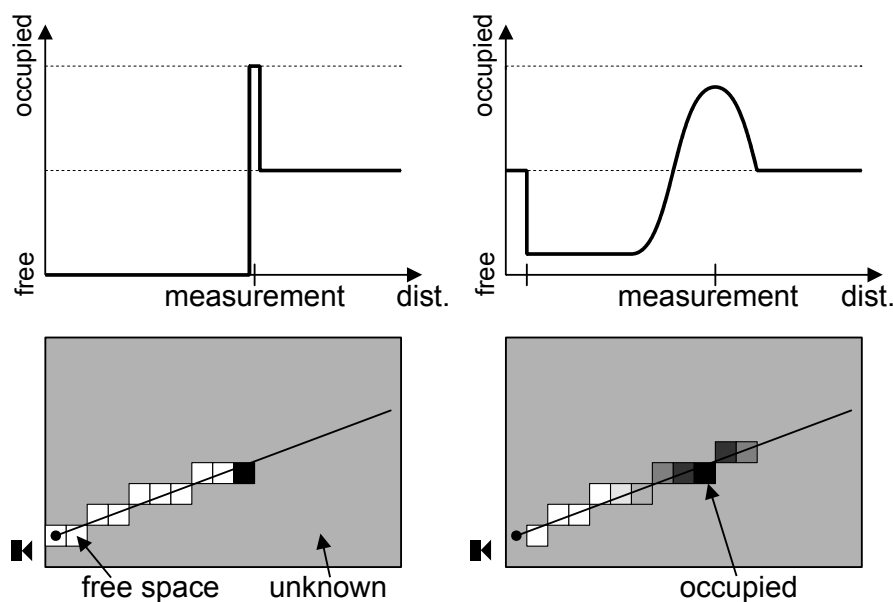 occupied
free
measurement
dist.
occupied
free
measurement
dist.
free space
unknown
occupied